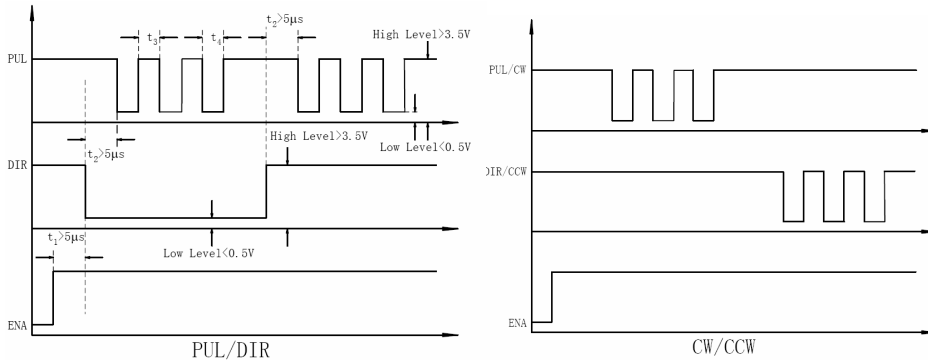 t₂>5μs
High Level>3.5V
t₃
t₄
PUL
PUL/CW
High Level>3.5V
Low Level<0.5V
t₂>5μs
DIR
DIR/CCW
t₁>5μs
Low Level<0.5V
ENA
ENA
PUL/DIR
CW/CCW